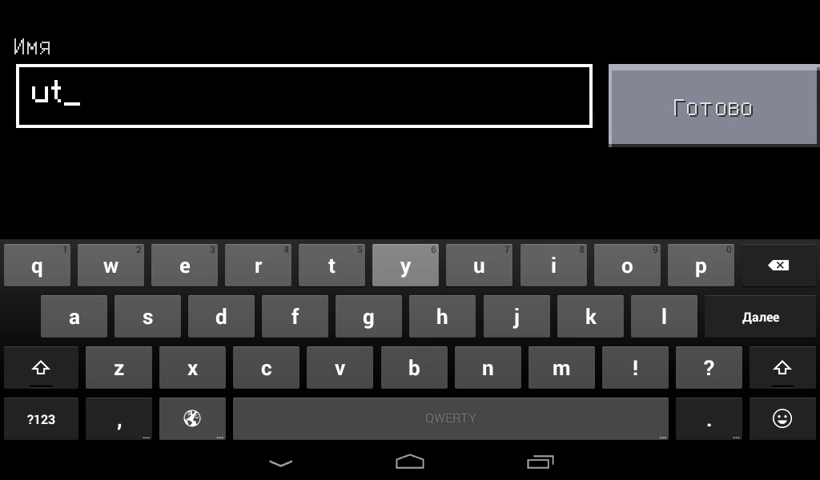 Имя
ut_
Готово
q 1 w 2 e 3 r 4 t 5 y 6 u 7 i 8 o 9 p 0
a s d f g h j k l Далее
z x c v b n m ! ?
?123 , ... ... QWERTY ... . ...